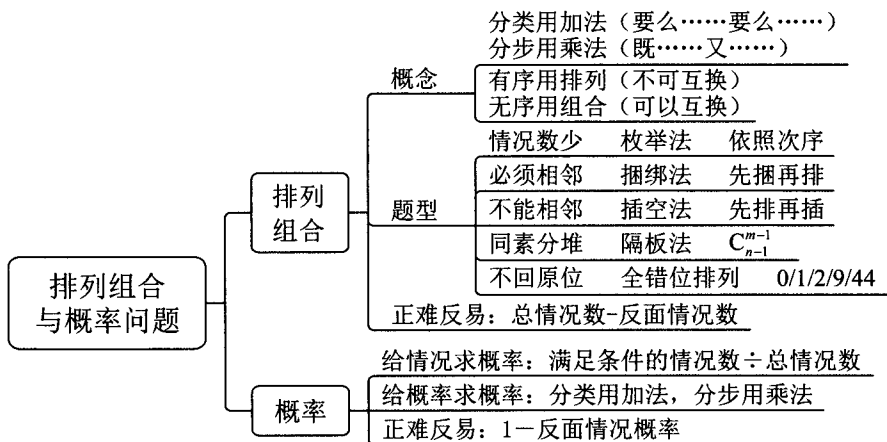 分类用加法（要么……要么……）
分步用乘法（既……又……）
概念
有序用排列（不可互换）
无序用组合（可以互换）
情况数少 枚举法 依照次序
排列
组合
必须相邻 捆绑法 先捆再排
题型
不能相邻 插空法 先排再插
同素分堆 隔板法 C_{n-1}^{m-1}
不回原位 全错位排列 0/1/2/9/44
排列组合
与概率问题
正难反易：总情况数-反面情况数
给情况求概率：满足条件的情况数÷总情况数
概率
给概率求概率：分类用加法，分步用乘法
正难反易：1－反面情况概率